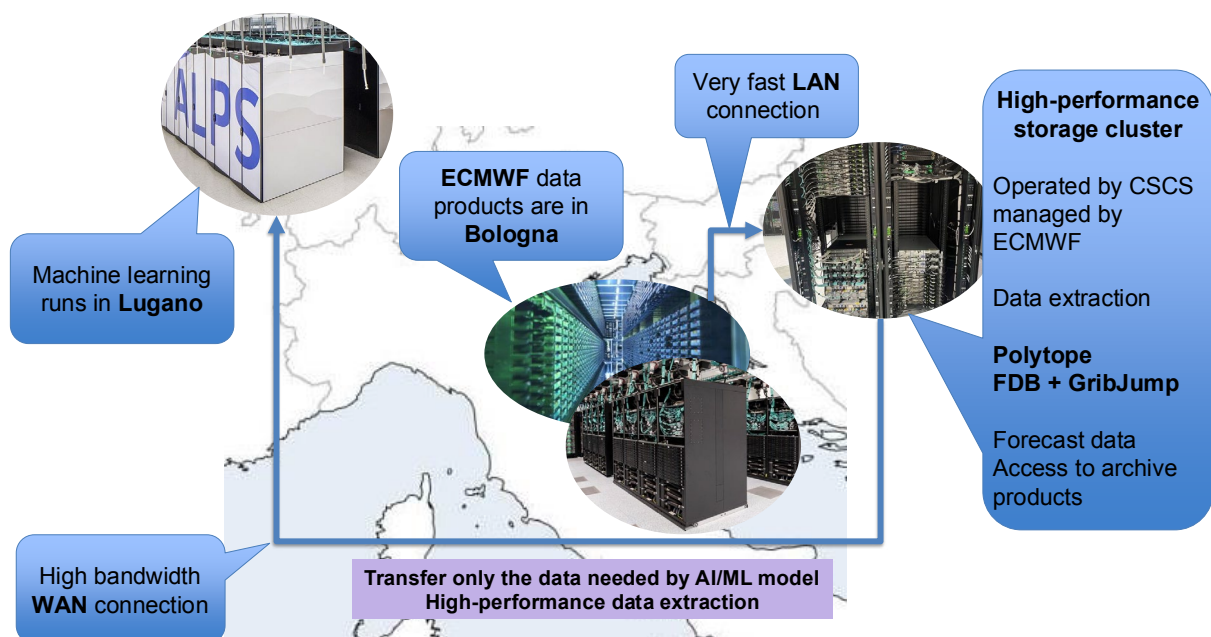 ALPS
Very fast LAN
connection
High-performance
storage cluster
Operated by CSCS
managed by
ECMWF
Data extraction
Polytope
FDB + GribJump
Forecast data
Access to archive
products
ECMWF data
products are in
Bologna
Machine learning
runs in Lugano
High bandwidth
WAN connection
Transfer only the data needed by AI/ML model
High-performance data extraction